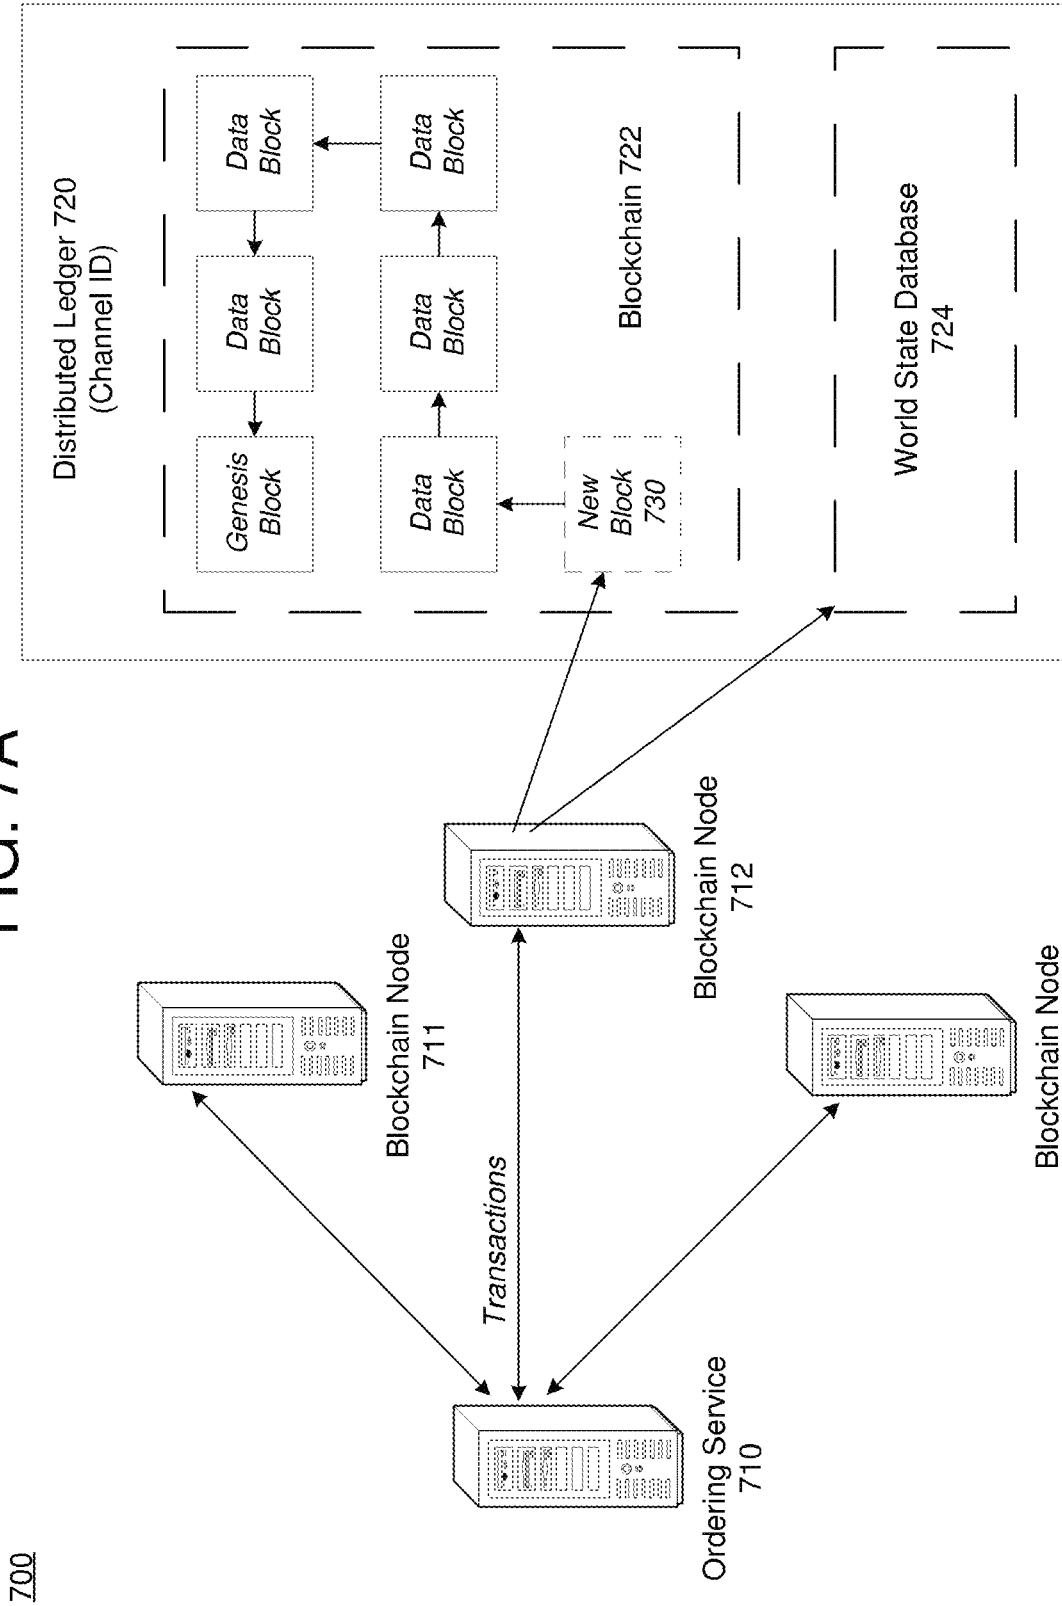 700
FIG. 7A
Distributed Ledger 720
(Channel ID)
Genesis
Block
Data
Block
Data
Block
Data
Block
Data
Block
Data
Block
New
Block
730
Blockchain 722
World State Database
724
Blockchain Node
711
Transactions
Blockchain Node
712
Ordering Service
710
Blockchain Node